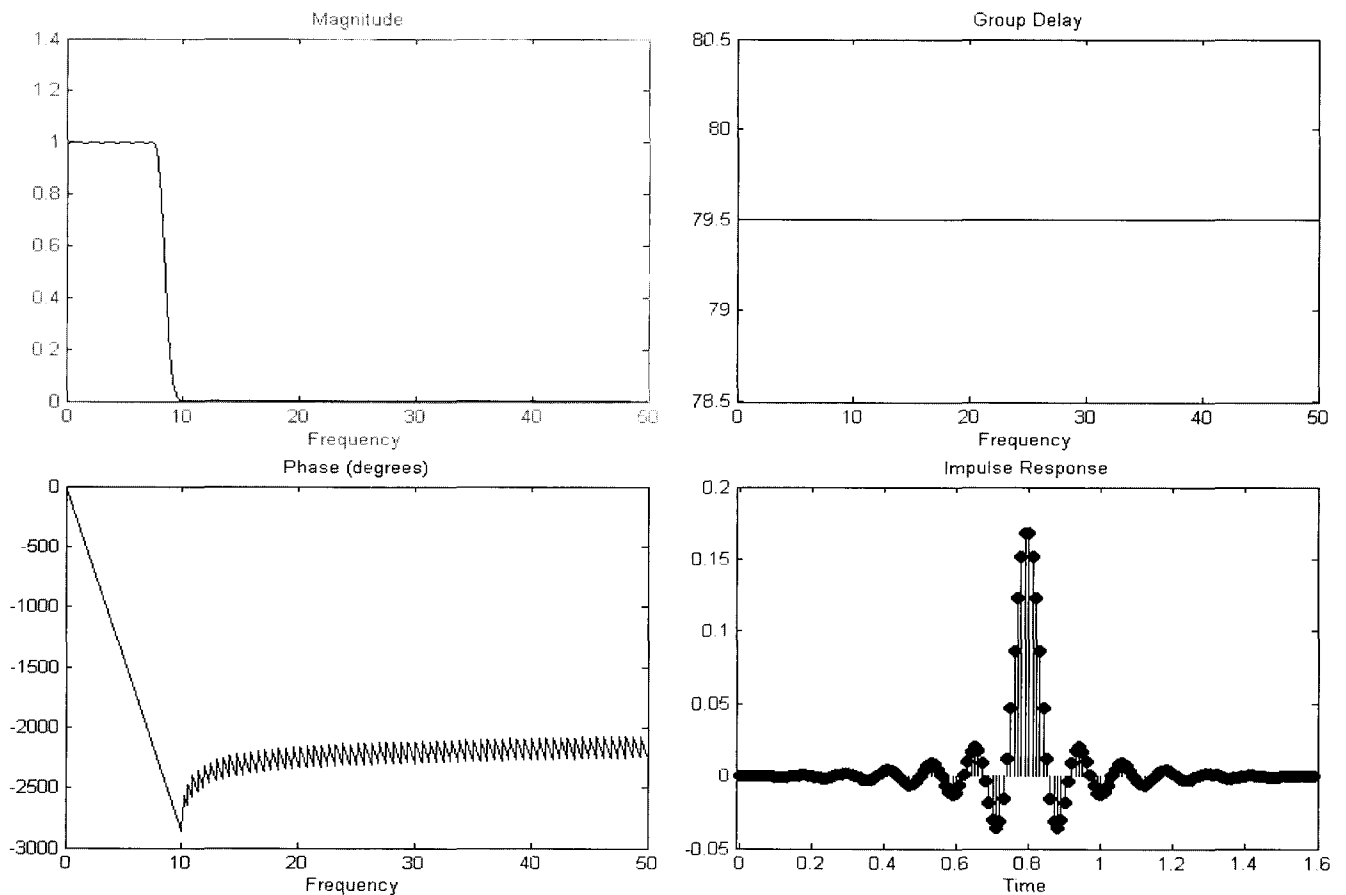 Magnitude
1.4
1.2
1
0.8
0.6
0.4
0.2
0
0 10 20 30 40 50
Frequency
Group Delay
80.5
80
79.5
79
78.5
0 10 20 30 40 50
Frequency
Phase (degrees)
0
-500
-1000
-1500
-2000
-2500
-3000
0 10 20 30 40 50
Frequency
Impulse Response
0.2
0.15
0.1
0.05
0
-0.05
0 0.2 0.4 0.6 0.8 1 1.2 1.4 1.6
Time